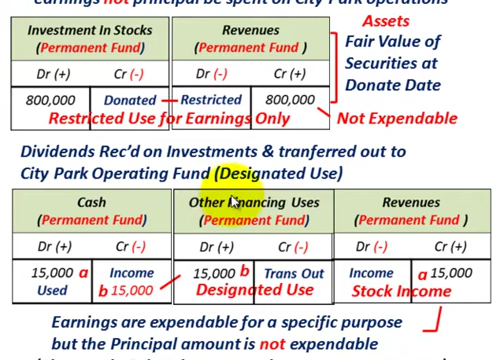 earnings not principal be spent on City Park operations
Assets
Investment In Stocks
(Permanent Fund)
Revenues
(Permanent Fund )
Fair Value of
Securities at
Donate Date
Dr (+) Cr (-) Dr (-) Cr (+)
800,000 Donated Restricted 800,000
Restricted Use for Earnings Only
Not Expendable
Dividends Rec'd on Investments & tranferred out to
City Park Operating Fund (Designated Use)
Cash
(Permanent Fund)
Other Financing Uses
(Permanent Fund)
Revenues
(Permanent Fund )
Dr (+) Cr (-) Dr (+) Cr (-) Dr (-) Cr (+)
15,000 a Income 15,000 b Trans Out Income a 15,000
Used b 15,000 Designated Use Stock Income
Earnings are expendable for a specific purpose
but the Principal amount is not expendable